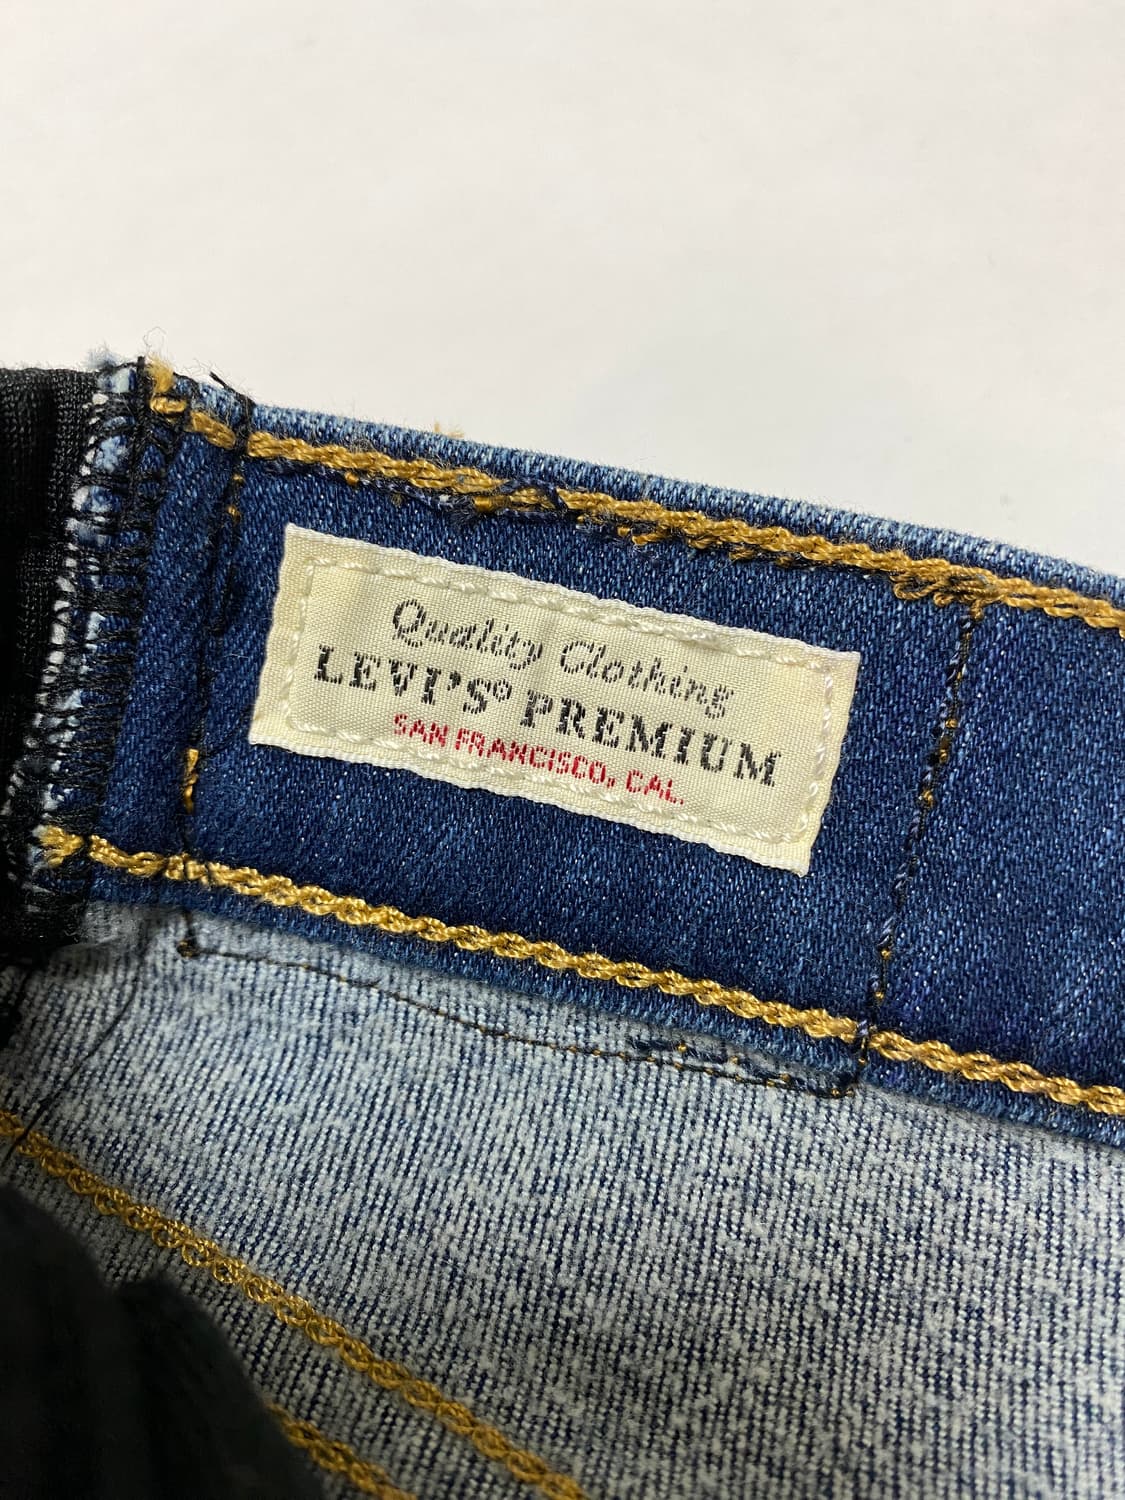 Quality Clothing
LEVI'S® PREMIUM
SAN FRANCISCO, CAL.